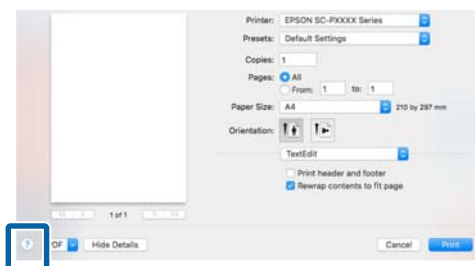 Printer: EPSON SC-PXXXX Series
Presets: Default Settings
Copies: 1
Pages: All
From: 1 to: 1
Paper Size: A4 210 by 297 mm
Orientation:
TextEdit
Print header and footer
Rewrap contents to fit page
1 of 1
? Hide Details Cancel Print